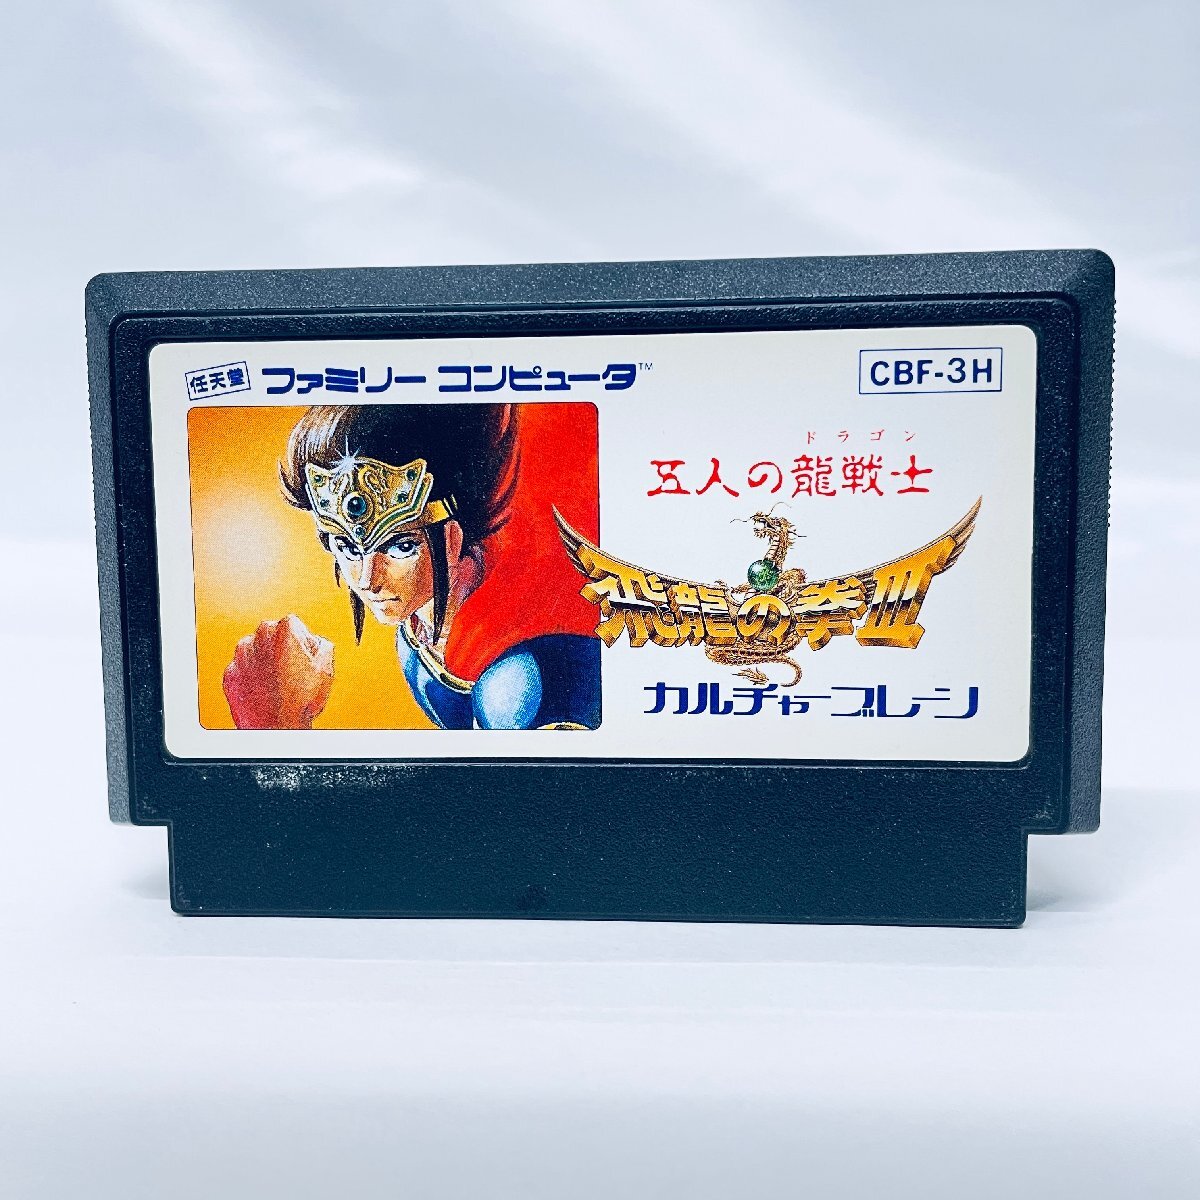 任天堂 ファミリーコンピュータ™
CBF-3H
ドラゴン
五人の龍戦士
飛龍の拳III
カルチャーブレーン